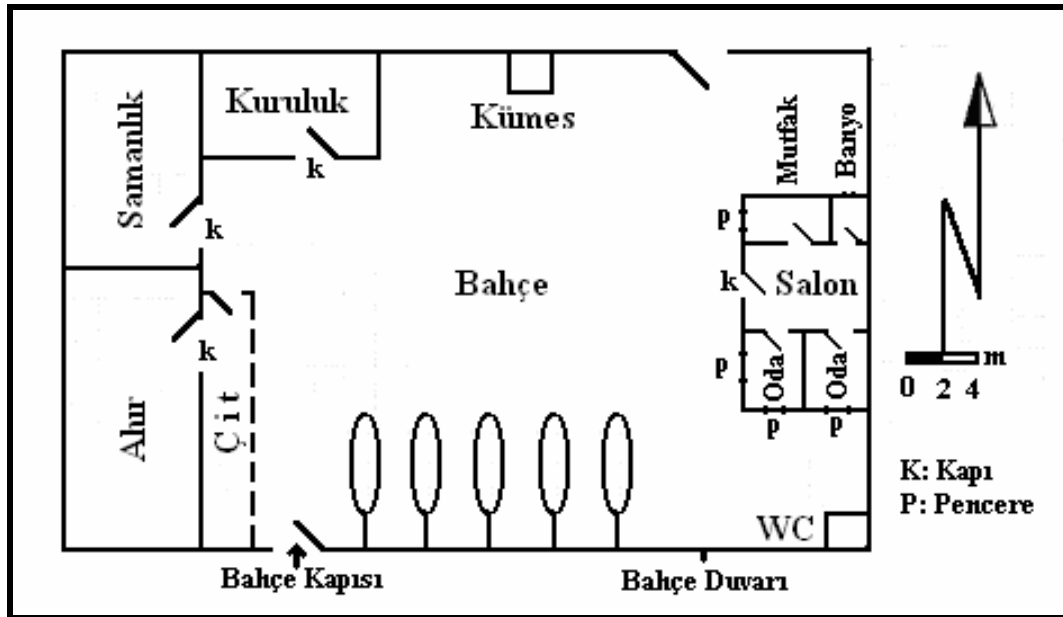 Samanlık
Kuruluk
k
Kümes
Mutfak
Banyo
k
p
Bahçe
k
Salon
k
p
Oda
Oda
m
0 2 4
Ahır
Çit
p
p
K: Kapı
P: Pencere
WC
Bahçe Kapısı
Bahçe Duvarı